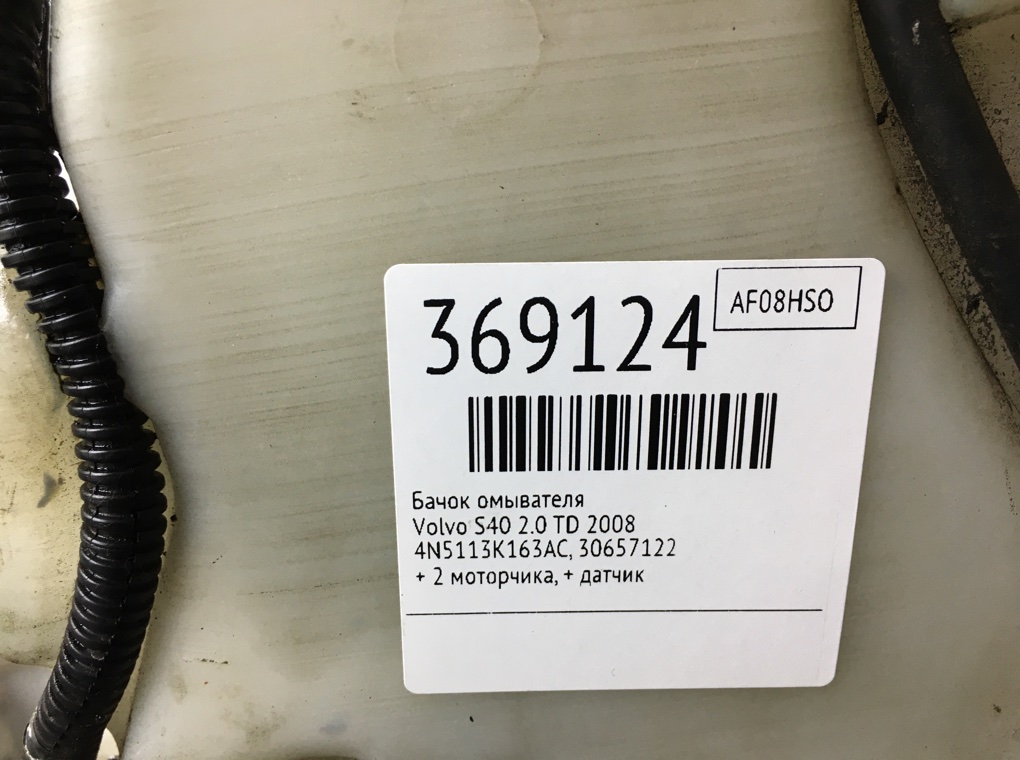 369124
AF08HSO
Бачок омывателя
Volvo S40 2.0 TD 2008
4N5113K163AC, 30657122
+ 2 моторчика, + датчик